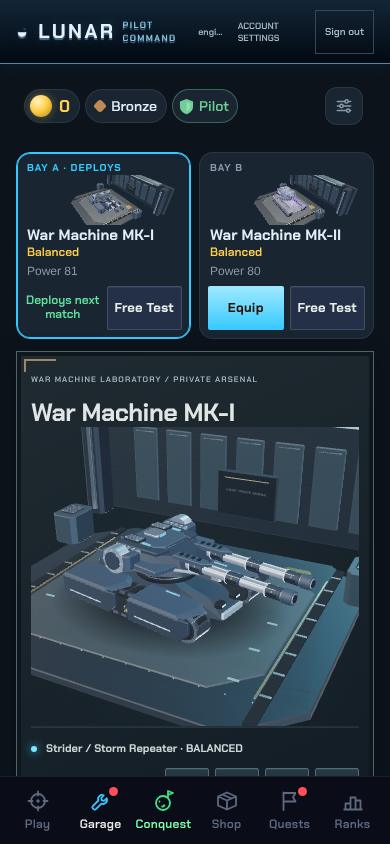 LUNAR
PILOT
COMMAND
engi...
ACCOUNT
SETTINGS
Sign out
0
Bronze
Pilot
BAY A · DEPLOYS
War Machine MK-I
Balanced
Power 81
Deploys next
match
Free Test
BAY B
War Machine MK-II
Balanced
Power 80
Equip
Free Test
WAR MACHINE LABORATORY / PRIVATE ARSENAL
War Machine MK-I
Strider / Storm Repeater · BALANCED
Play
Garage
Conquest
Shop
Quests
Ranks